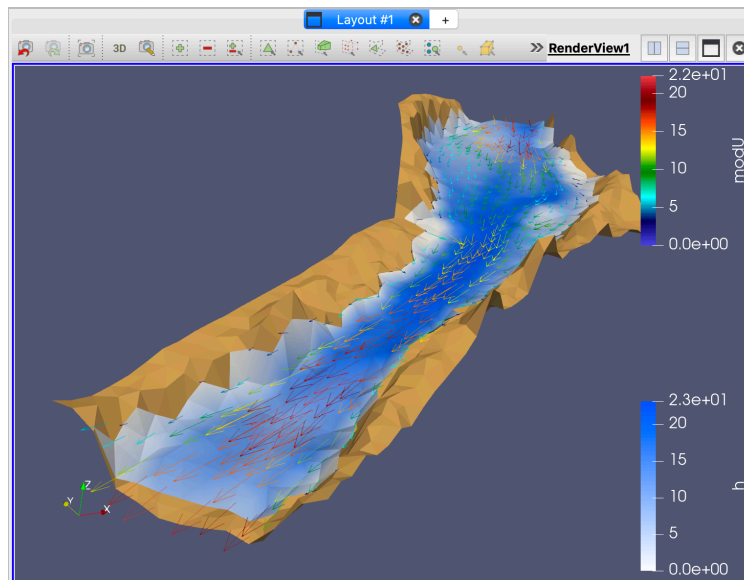 Layout #1
+
3D
RenderView1
2.2e+01
20
15
10
5
0.0e+00
modU
2.3e+01
20
15
10
5
0.0e+00
h
Z
Y
X